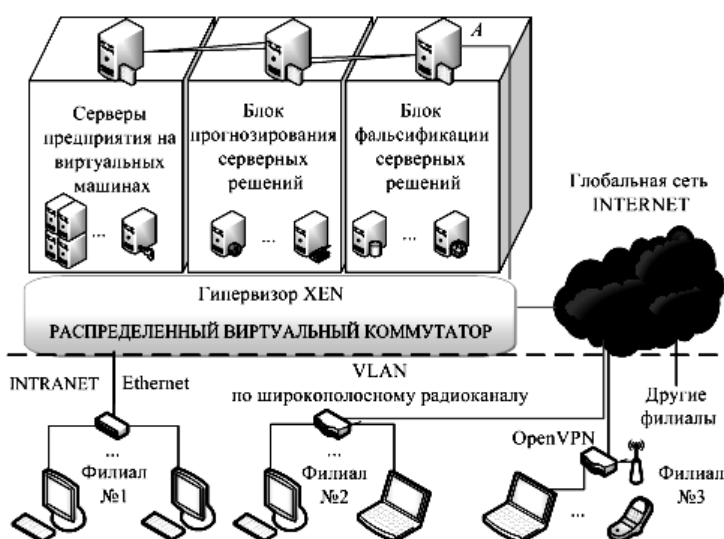 A
Серверы
предприятия на
виртуальных
машинах
...
Блок
прогнозирования
серверных
решений
...
Блок
фальсификации
серверных
решений
...
Глобальная сеть
INTERNET
Гипервизор XEN
РАСПРЕДЕЛЕННЫЙ ВИРТУАЛЬНЫЙ КОММУТАТОР
INTRANET
Ethernet
VLAN
по широкополосному радиоканалу
Другие
филиалы
OpenVPN
...
Филиал
№1
...
Филиал
№2
...
Филиал
№3